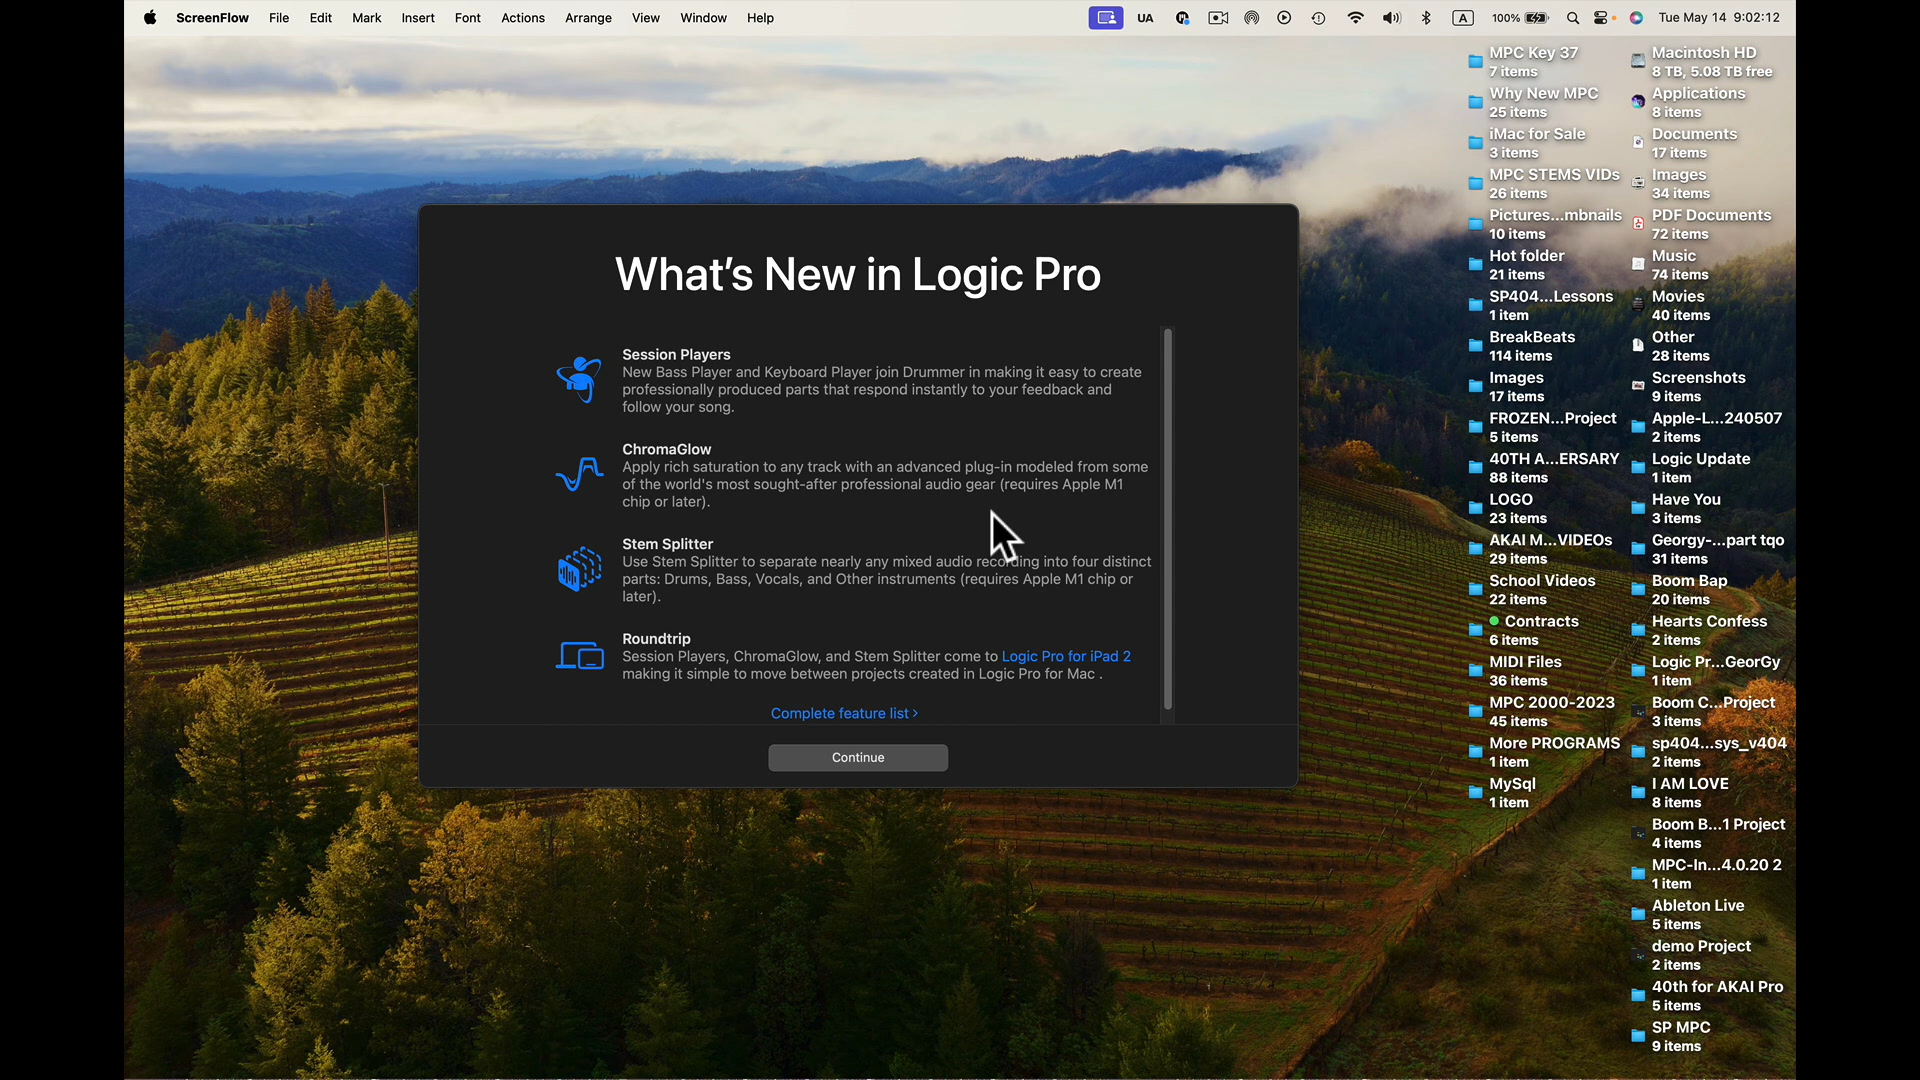 ScreenFlow File Edit Mark Insert Font Actions Arrange View Window Help UA A 100% Tue May 14 9:02:12
What's New in Logic Pro
Session Players
New Bass Player and Keyboard Player join Drummer in making it easy to create
professionally produced parts that respond instantly to your feedback and
follow your song.
ChromaGlow
Apply rich saturation to any track with an advanced plug-in modeled from some
of the world's most sought-after professional audio gear (requires Apple M1
chip or later).
Stem Splitter
Use Stem Splitter to separate nearly any mixed audio recording into four distinct
parts: Drums, Bass, Vocals, and Other instruments (requires Apple M1 chip or
later).
Roundtrip
Session Players, ChromaGlow, and Stem Splitter come to Logic Pro for iPad 2
making it simple to move between projects created in Logic Pro for Mac .
Complete feature list >
Continue
MPC Key 37
7 items
Why New MPC
25 items
iMac for Sale
3 items
MPC STEMS VIDs
26 items
Pictures...mbnails
10 items
Hot folder
21 items
SP404...Lessons
1 item
BreakBeats
114 items
Images
17 items
FROZEN...Project
5 items
40TH A...ERSARY
88 items
LOGO
23 items
AKAI M...VIDEOs
29 items
School Videos
22 items
Contracts
6 items
MIDI Files
36 items
MPC 2000-2023
45 items
More PROGRAMS
1 item
MySql
1 item
Macintosh HD
8 TB, 5.08 TB free
Applications
8 items
Documents
17 items
Images
34 items
PDF Documents
72 items
Music
74 items
Movies
40 items
Other
28 items
Screenshots
9 items
Apple-L...240507
2 items
Logic Update
1 item
Have You
3 items
Georgy-...part tqo
31 items
Boom Bap
20 items
Hearts Confess
2 items
Logic Pr...GeorGy
1 item
Boom C...Project
3 items
sp404...sys_v404
2 items
I AM LOVE
8 items
Boom B...1 Project
4 items
MPC-In...4.0.20 2
1 item
Ableton Live
5 items
demo Project
2 items
40th for AKAI Pro
5 items
SP MPC
9 items